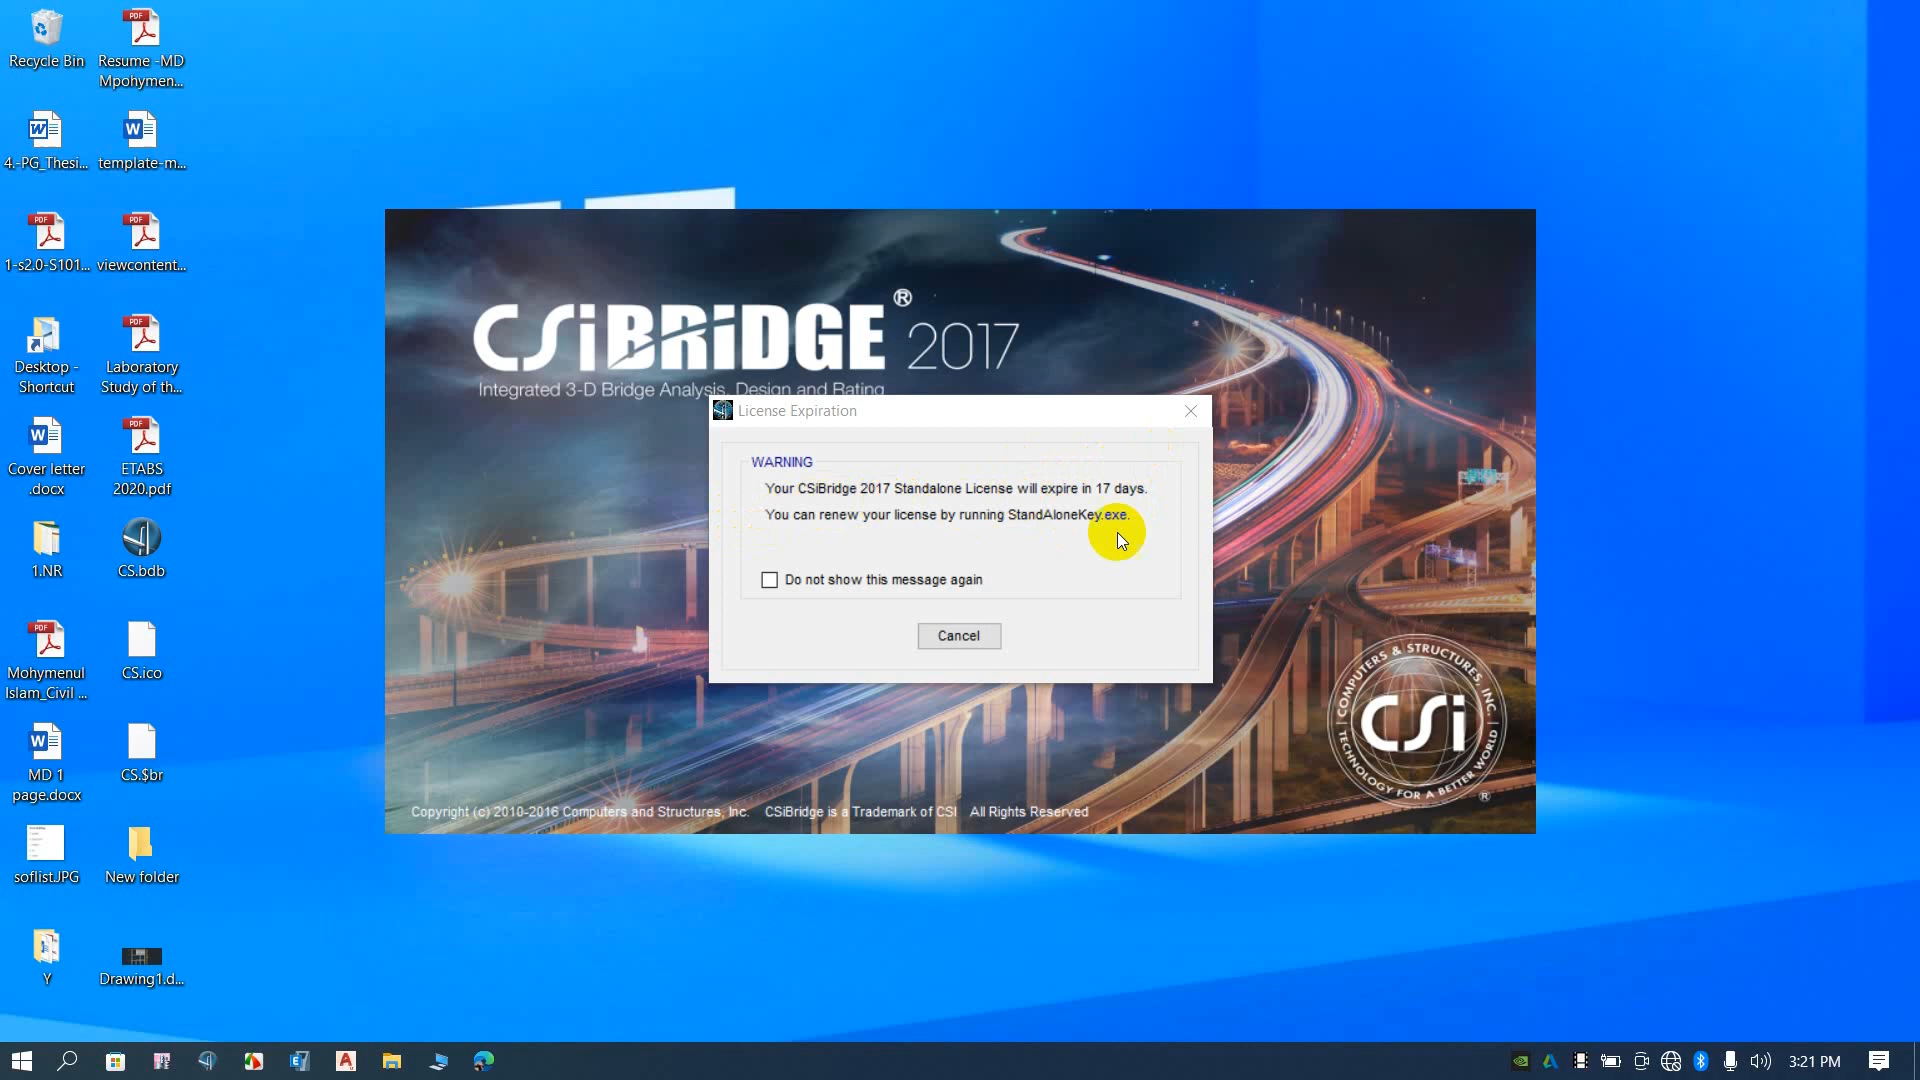 Recycle Bin
Resume -MD
Mpohymen...
4.-PG_Thesi...
template-m...
1-s2.0-S101...
viewcontent...
Desktop -
Shortcut
Laboratory
Study of th...
Cover letter
.docx
ETABS
2020.pdf
1.NR
CS.bdb
Mohymenul
Islam_Civil ...
CS.ico
MD 1
page.docx
CS.$br
soflist.JPG
New folder
Y
Drawing1.d...
CSiBRiDGE® 2017
Integrated 3-D Bridge Analysis, Design and Rating
License Expiration
WARNING
Your CSiBridge 2017 Standalone License will expire in 17 days.
You can renew your license by running StandAloneKey.exe.
Do not show this message again
Cancel
COMPUTERS & STRUCTURES, INC.
CSi
TECHNOLOGY FOR A BETTER WORLD ®
Copyright (c) 2010-2016 Computers and Structures, Inc. CSiBridge is a Trademark of CSI All Rights Reserved
3:21 PM